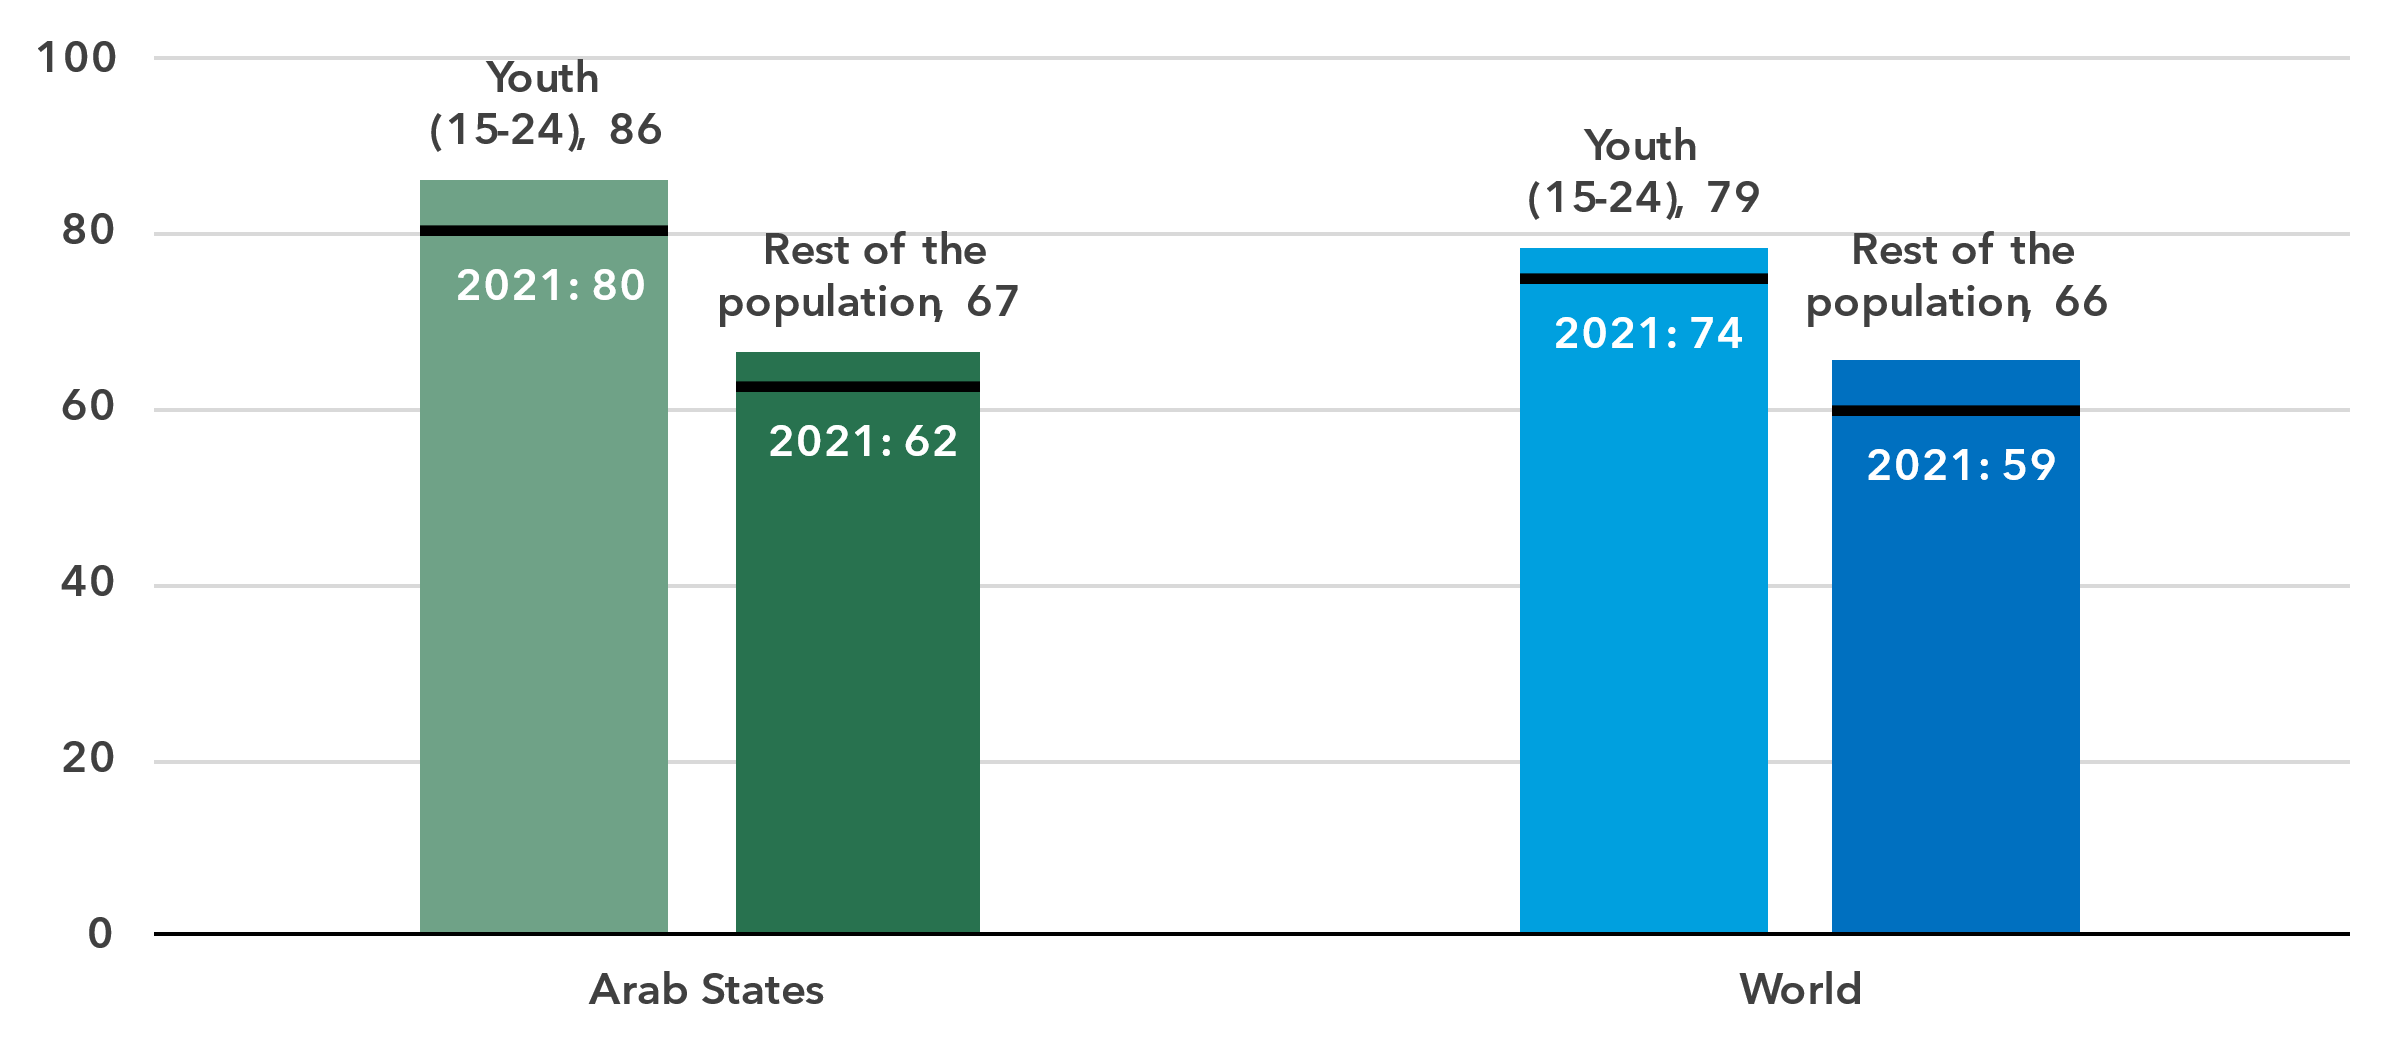 100
80
60
40
20
0
Youth
(15-24), 86
2021: 80
Rest of the
population, 67
2021: 62
Youth
(15-24), 79
2021: 74
Rest of the
population, 66
2021: 59
Arab States
World